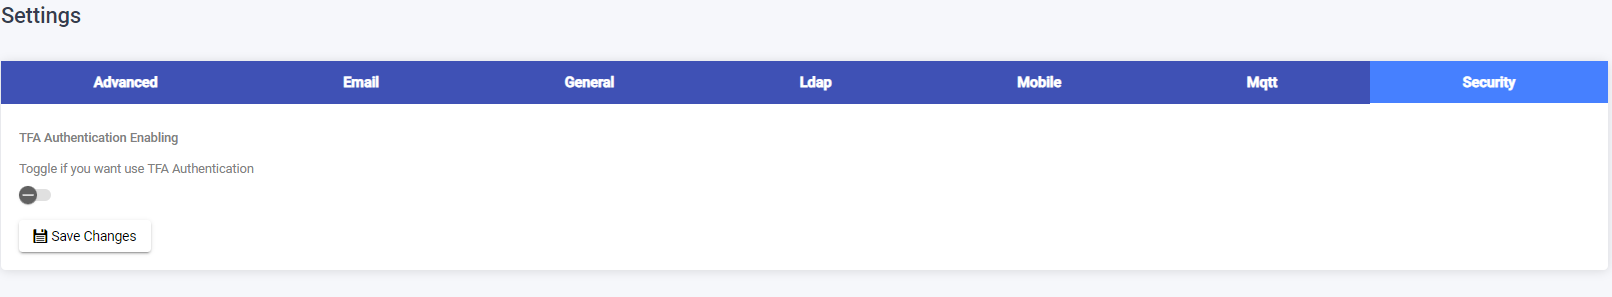 Settings
Advanced Email General Ldap Mobile Mqtt Security
TFA Authentication Enabling
Toggle if you want use TFA Authentication
Save Changes